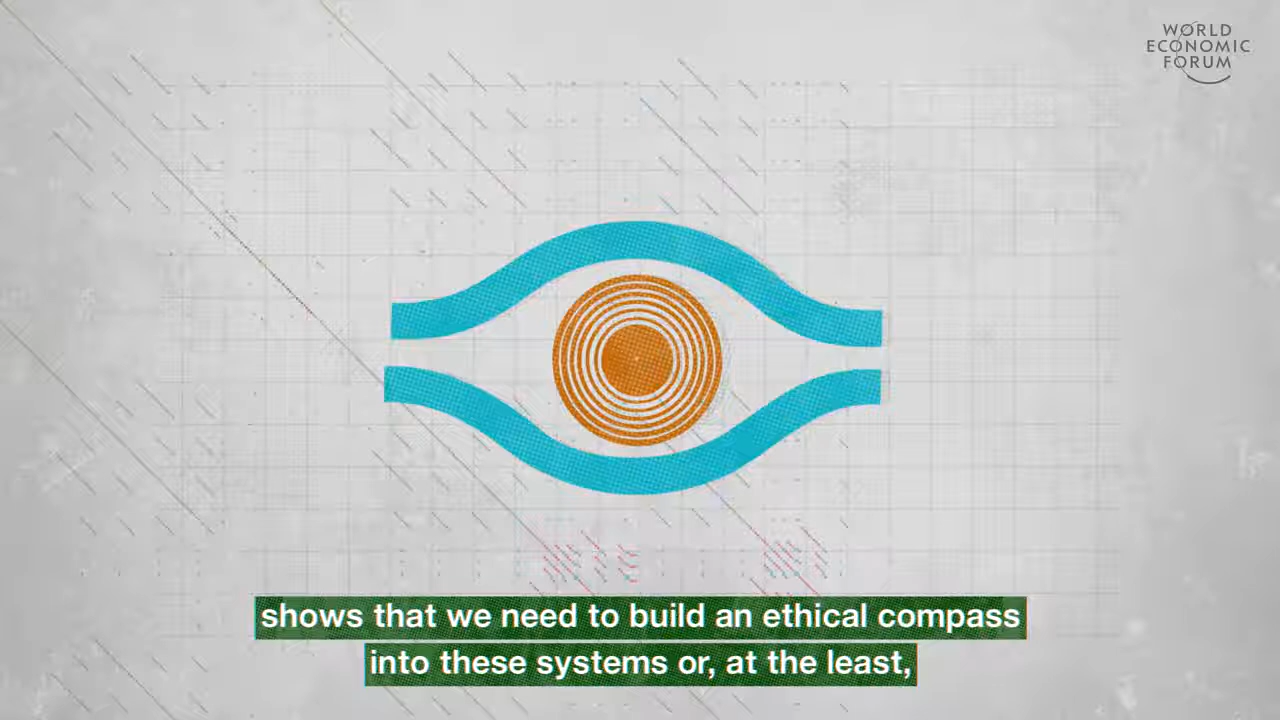 WORLD
ECONOMIC
FORUM
shows that we need to build an ethical compass
into these systems or, at the least,